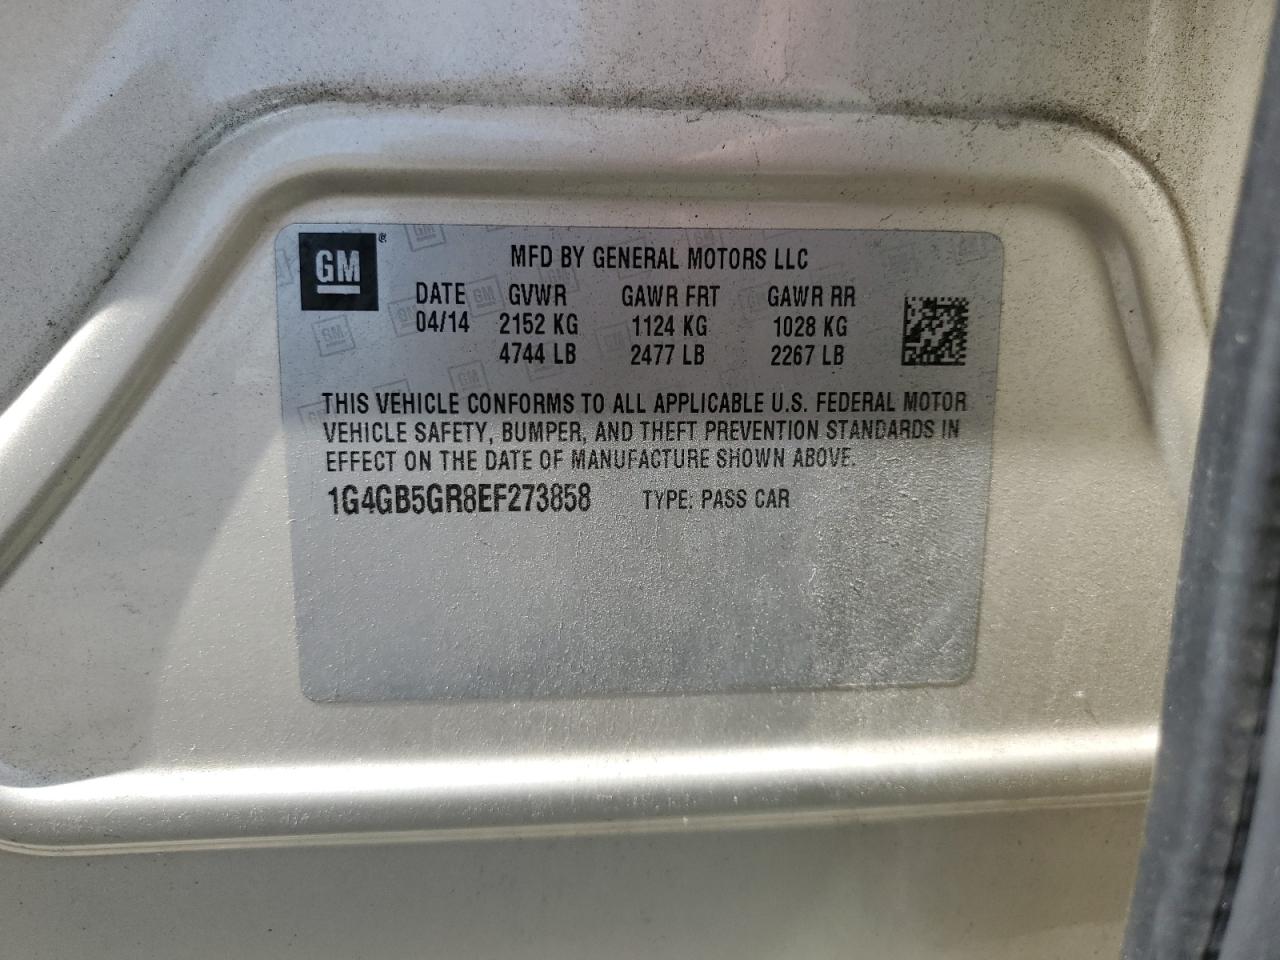 GM ®
MFD BY GENERAL MOTORS LLC
DATE GVWR GAWR FRT GAWR RR
04/14 2152 KG 1124 KG 1028 KG
4744 LB 2477 LB 2267 LB
THIS VEHICLE CONFORMS TO ALL APPLICABLE U.S. FEDERAL MOTOR
VEHICLE SAFETY, BUMPER, AND THEFT PREVENTION STANDARDS IN
EFFECT ON THE DATE OF MANUFACTURE SHOWN ABOVE.
1G4GB5GR8EF273858 TYPE: PASS CAR